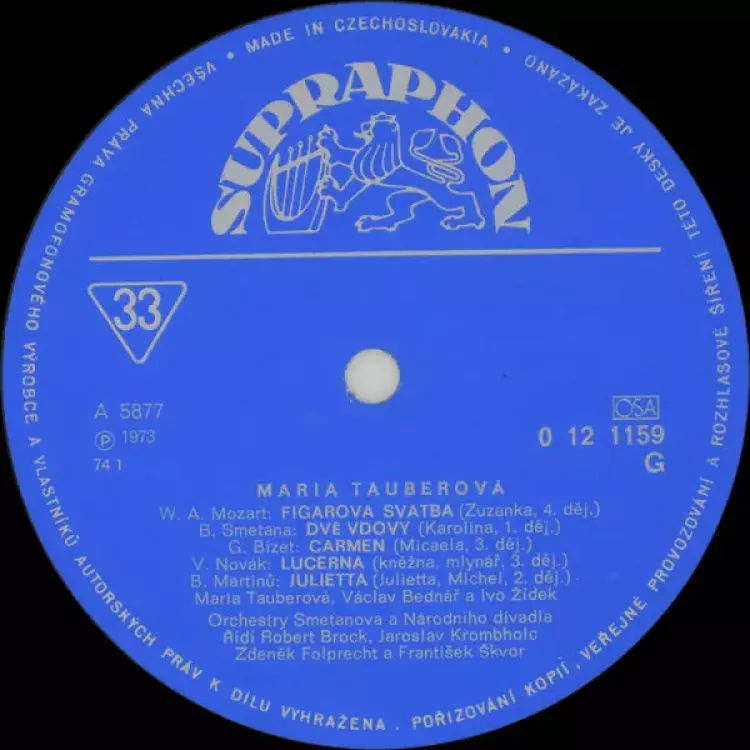 VŠECHNA PRÁVA GRAMOFONOVÉHO VÝROBCE A VLASTNÍKŮ AUTORSKÝCH PRÁV K DÍLU VYHRAŽENA . POŘIZOVÁNÍ KOPIÍ, VEŘEJNÉ PROVOZOVÁNÍ A ROZHLASOVÉ ŠÍŘENÍ TÉTO DESKY JE ZAKÁZÁNO
• MADE IN CZECHOSLOVAKIA •
SUPRAPHON
33
A 5877
Ⓟ 1973
74 1
OSA
0 12 1159
G
MARIA TAUBEROVÁ
W. A. Mozart: FIGAROVA SVATBA (Zuzanka, 4. děj.)
B. Smetana: DVĚ VDOVY (Karolina, 1. děj.)
G. Bizet: CARMEN (Micaela, 3. děj.)
V. Novák: LUCERNA (kněžna, mlynář, 3. děj.)
B. Martinů: JULIETTA (Julietta, Michel, 2. děj.)
Maria Tauberová, Václav Bednář a Ivo Žídek
Orchestry Smetanova a Národního divadla
Řídí Robert Brock, Jaroslav Krombholc
Zdeněk Folprecht a František Škvor